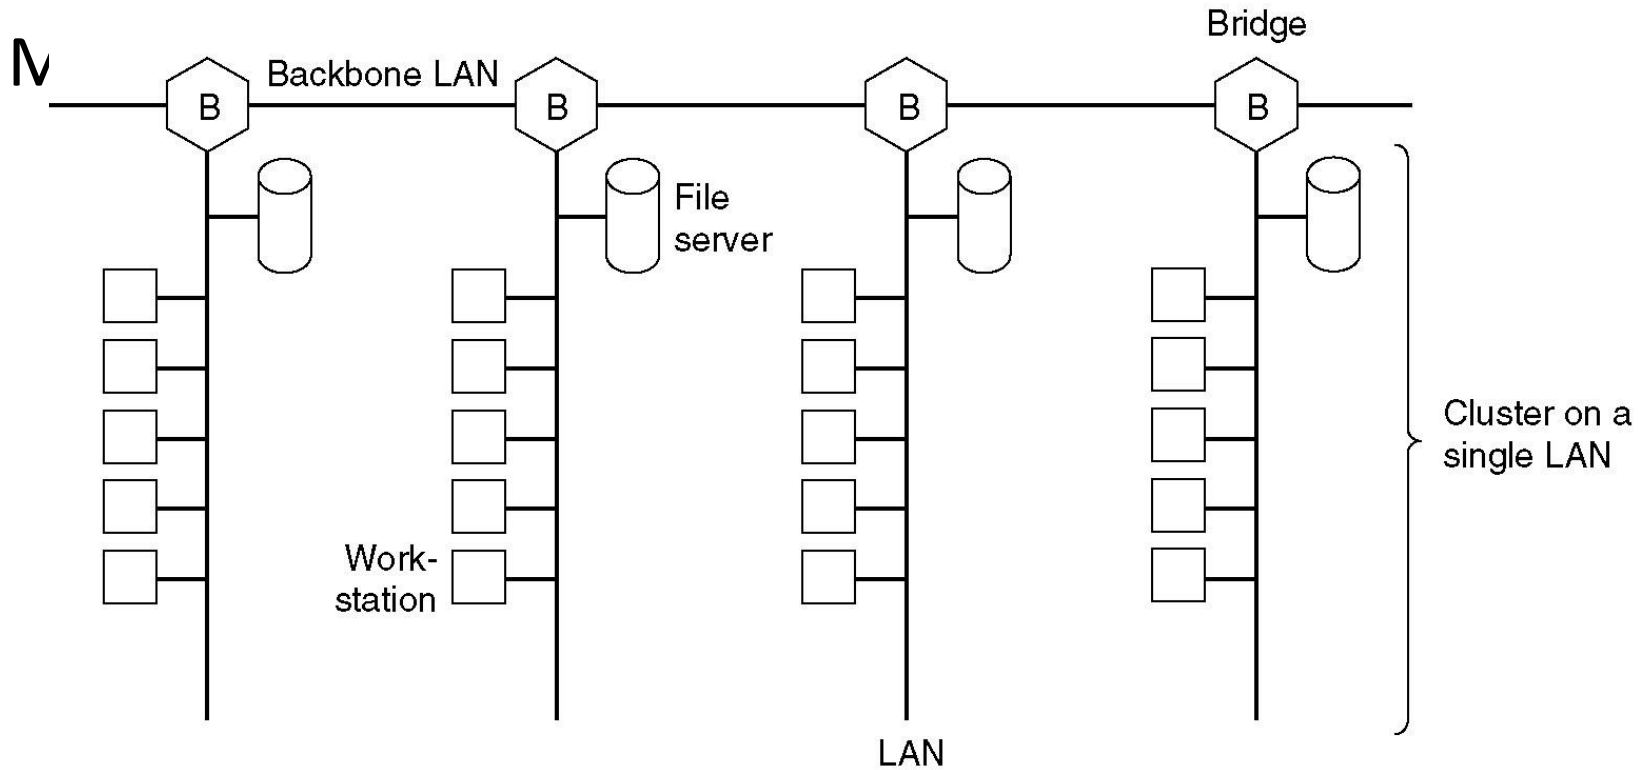 Bridge
M
Backbone LAN
B
B
B
B
File
server
Cluster on a
single LAN
Work-
station
LAN